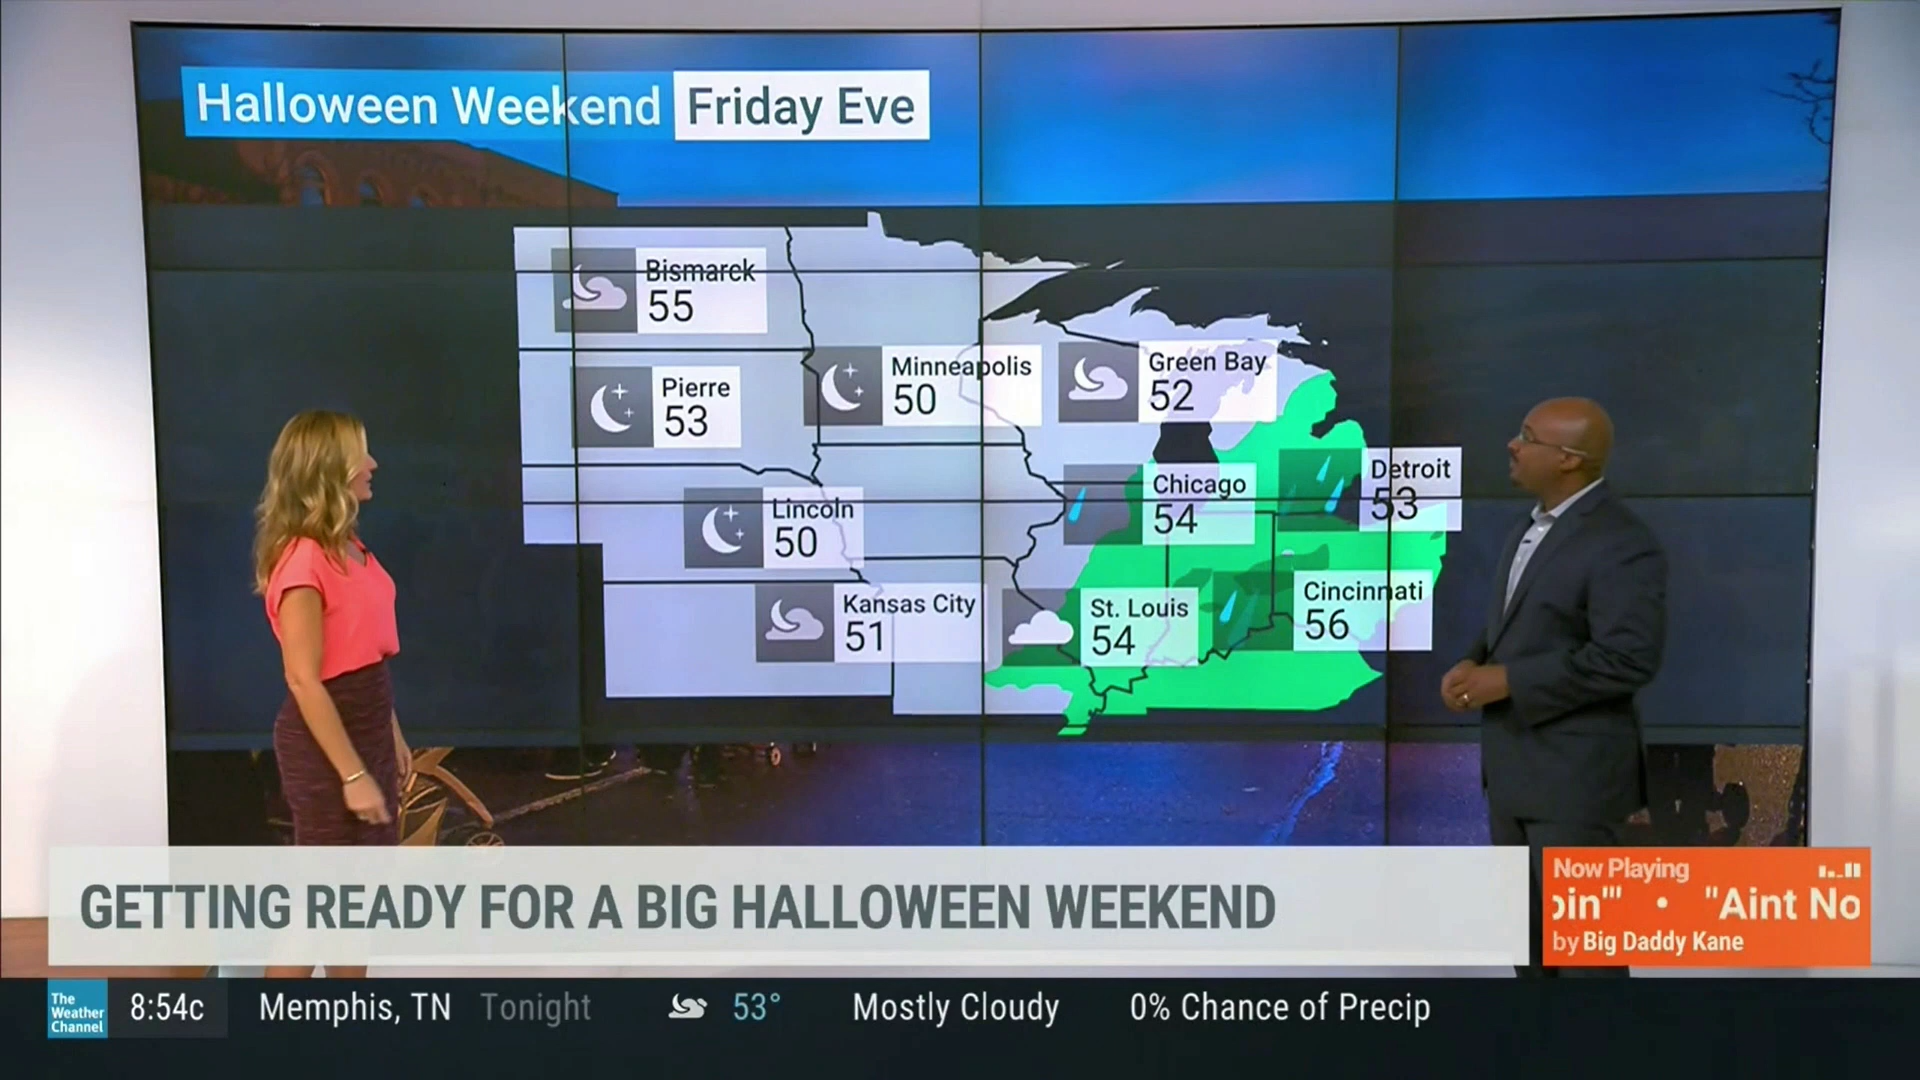 Halloween Weekend Friday Eve
Bismarck
55
Pierre
53
Minneapolis
50
Green Bay
52
Lincoln
50
Chicago
54
Detroit
53
Kansas City
51
St. Louis
54
Cincinnati
56
GETTING READY FOR A BIG HALLOWEEN WEEKEND
Now Playing
oin'" • "Aint No
by Big Daddy Kane
The
Weather
Channel
8:54c Memphis, TN Tonight 53° Mostly Cloudy 0% Chance of Precip